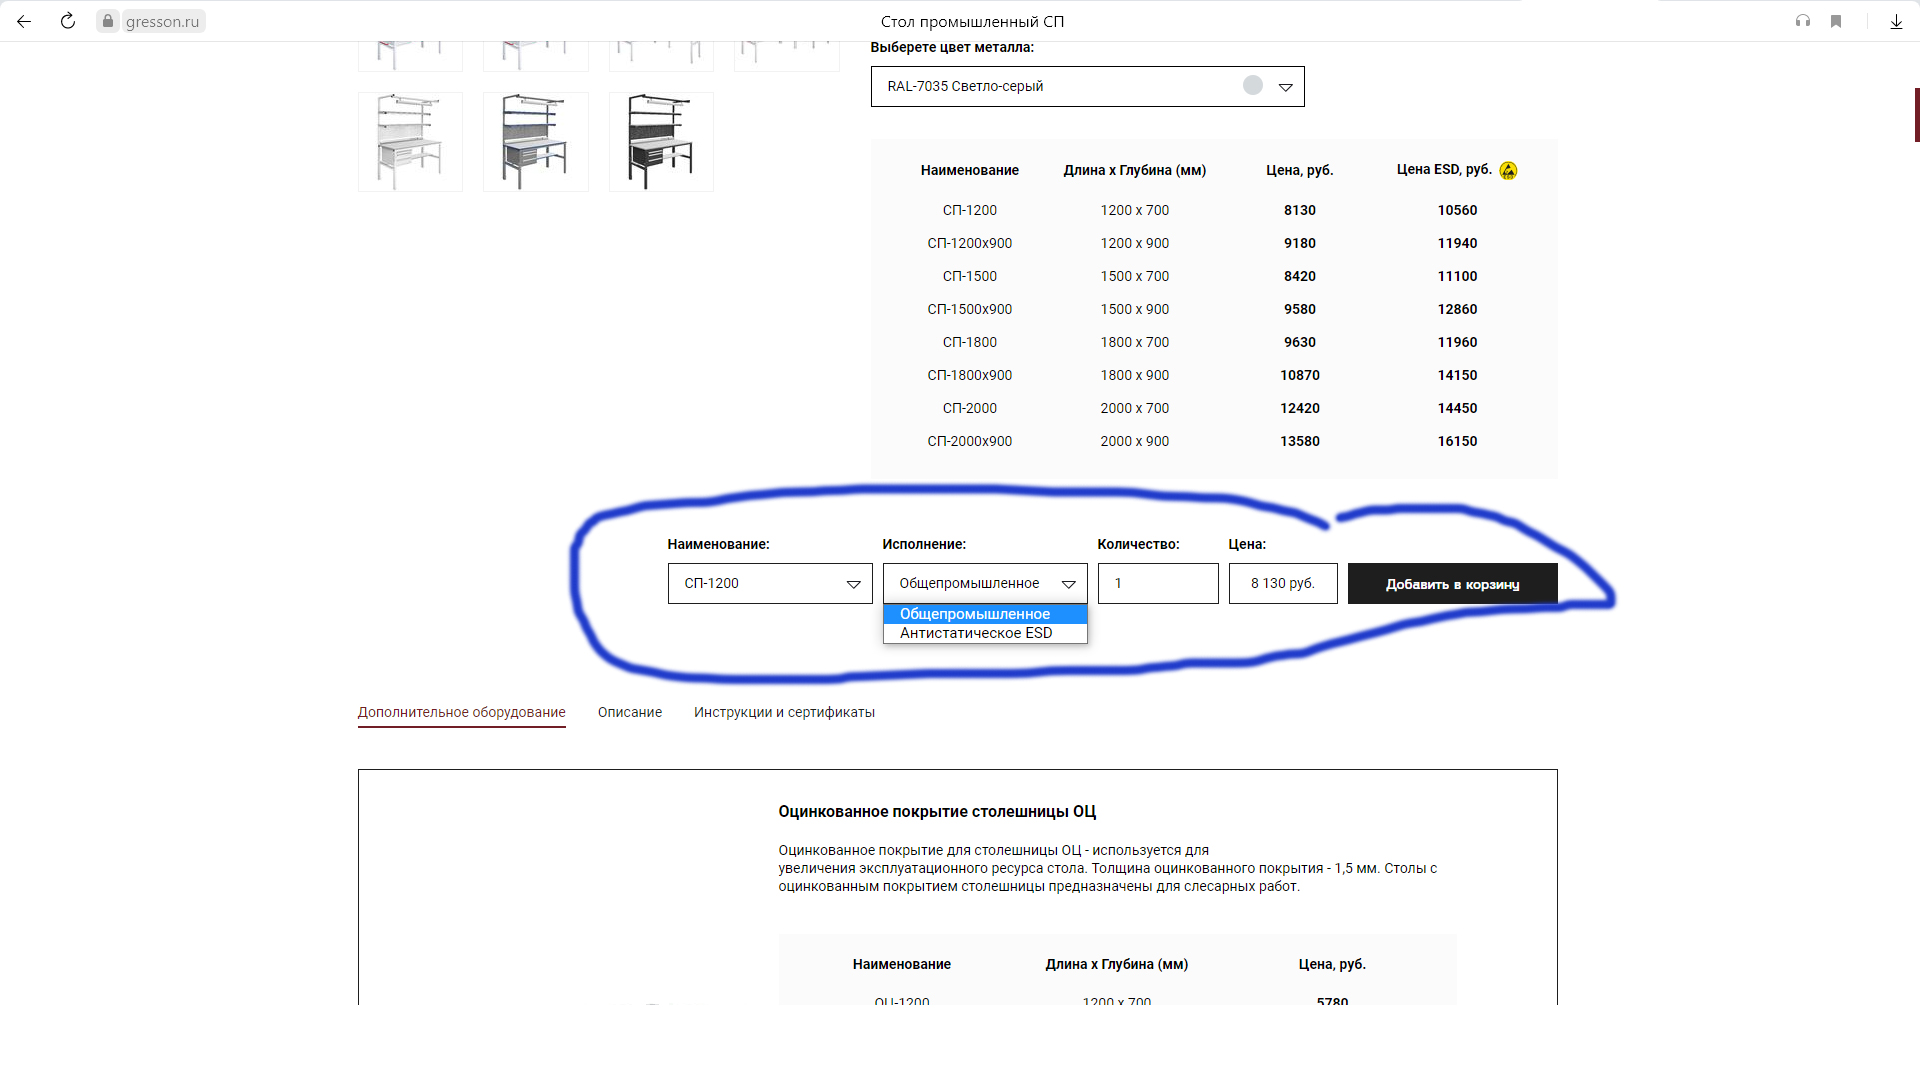 gresson.ru
Стол промышленный СП
Выберете цвет металла:
RAL-7035 Светло-серый
Наименование Длина х Глубина (мм) Цена, руб. Цена ESD, руб.
СП-1200 1200 х 700 8130 10560
СП-1200х900 1200 х 900 9180 11940
СП-1500 1500 х 700 8420 11100
СП-1500х900 1500 х 900 9580 12860
СП-1800 1800 х 700 9630 11960
СП-1800х900 1800 х 900 10870 14150
СП-2000 2000 х 700 12420 14450
СП-2000х900 2000 х 900 13580 16150
Наименование: Исполнение: Количество: Цена:
СП-1200 Общепромышленное 1 8 130 руб. Добавить в корзину
Общепромышленное
Антистатическое ESD
Дополнительное оборудование Описание Инструкции и сертификаты
Оцинкованное покрытие столешницы ОЦ
Оцинкованное покрытие для столешницы ОЦ - используется для
увеличения эксплуатационного ресурса стола. Толщина оцинкованного покрытия - 1,5 мм. Столы с
оцинкованным покрытием столешницы предназначены для слесарных работ.
Наименование Длина х Глубина (мм) Цена, руб.
ОЦ-1200 1200 х 700 5780